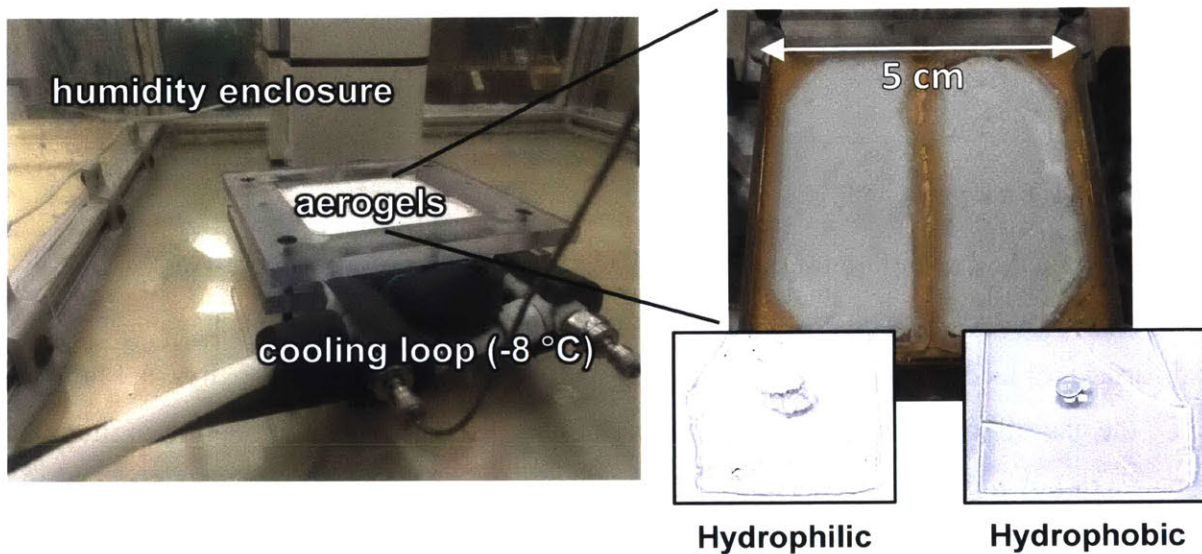 humidity enclosure
aerogels
cooling loop (-8 °C)
5 cm
Hydrophilic
Hydrophobic